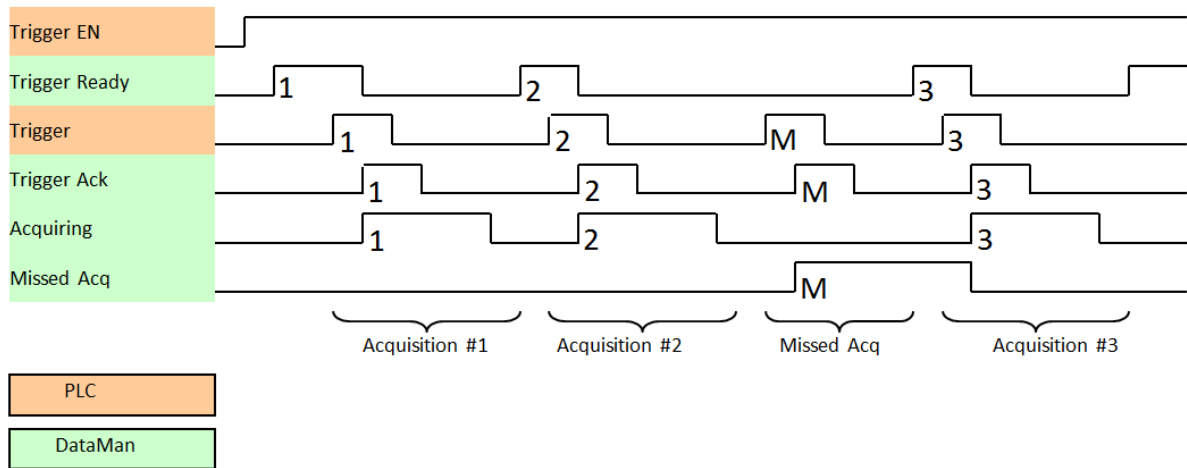 Trigger EN
Trigger Ready 1 2 3
Trigger 1 2 M 3
Trigger Ack 1 2 M 3
Acquiring 1 2 3
Missed Acq M
Acquisition #1 Acquisition #2 Missed Acq Acquisition #3
PLC
DataMan